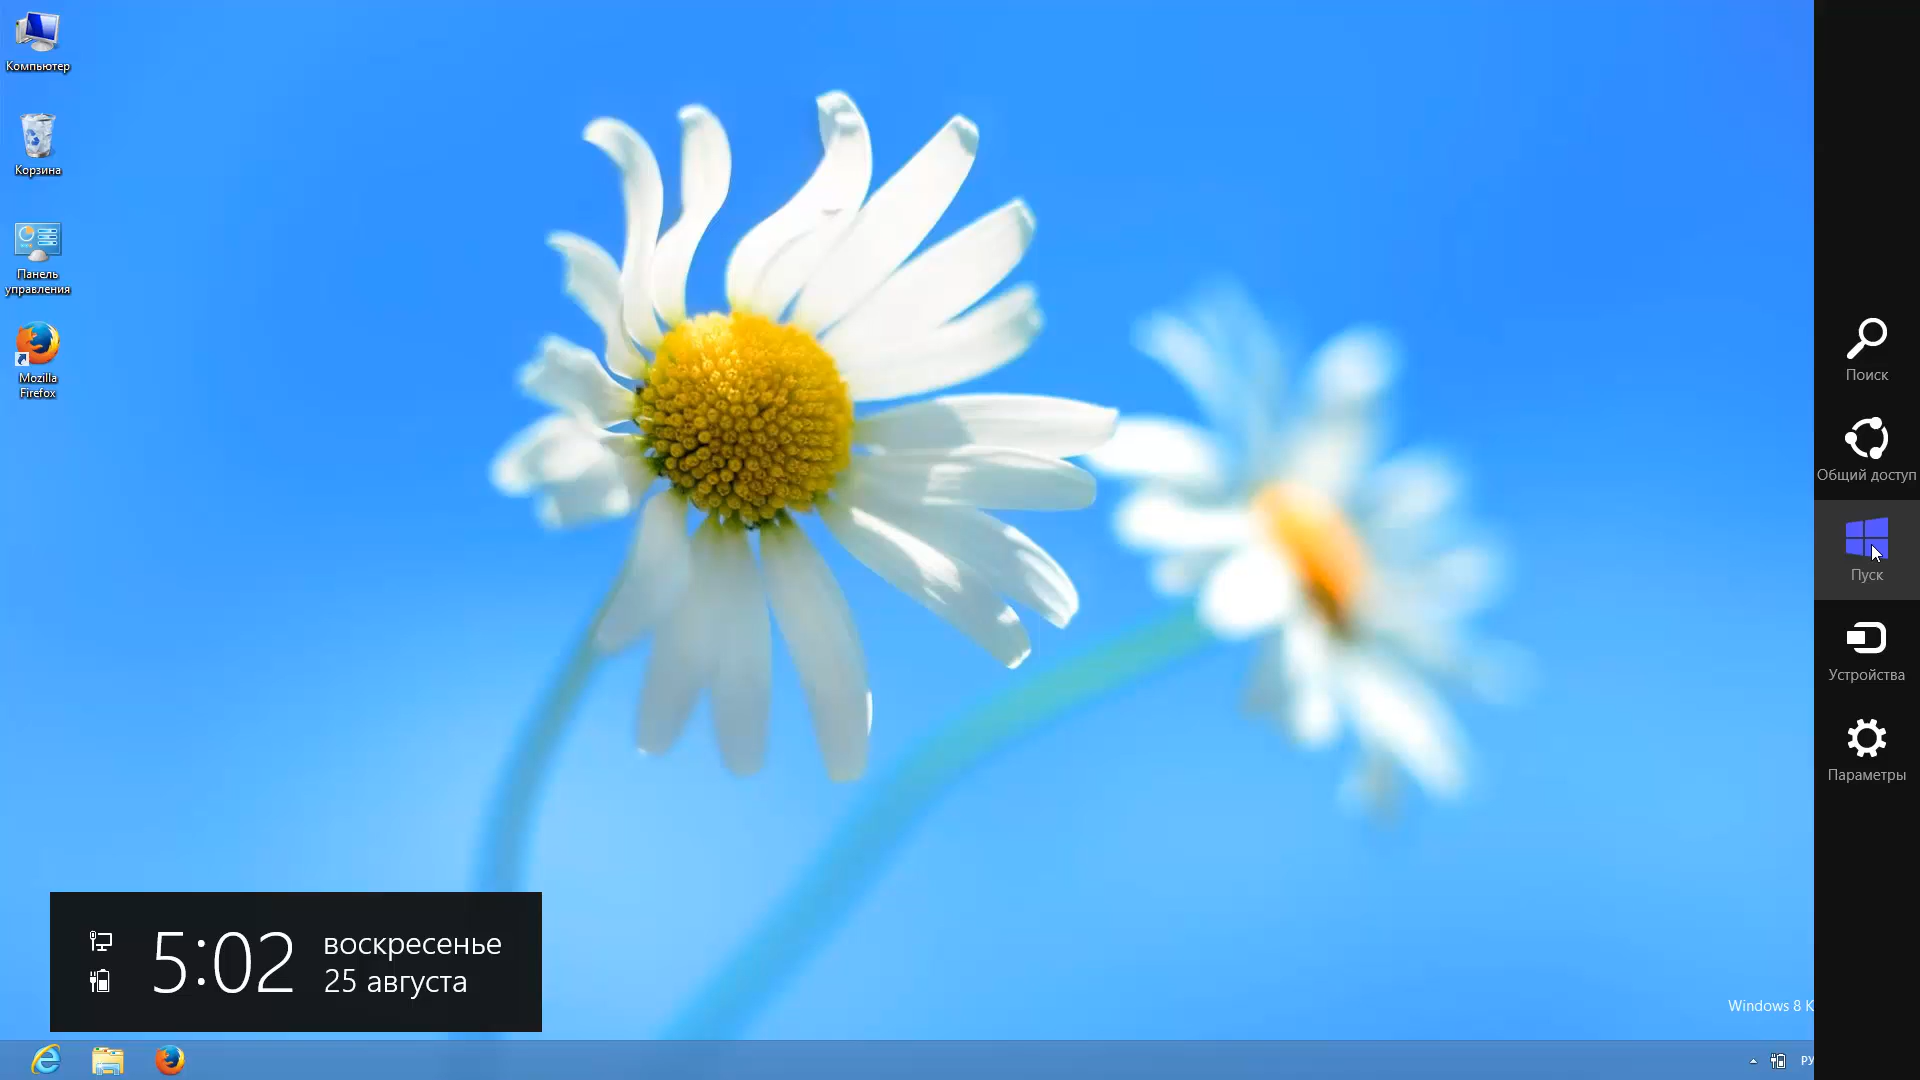 Компьютер
Корзина
Панель
управления
Mozilla
Firefox
Поиск
Общий доступ
Пуск
Устройства
Параметры
5:02
воскресенье
25 августа
Windows 8
РУ